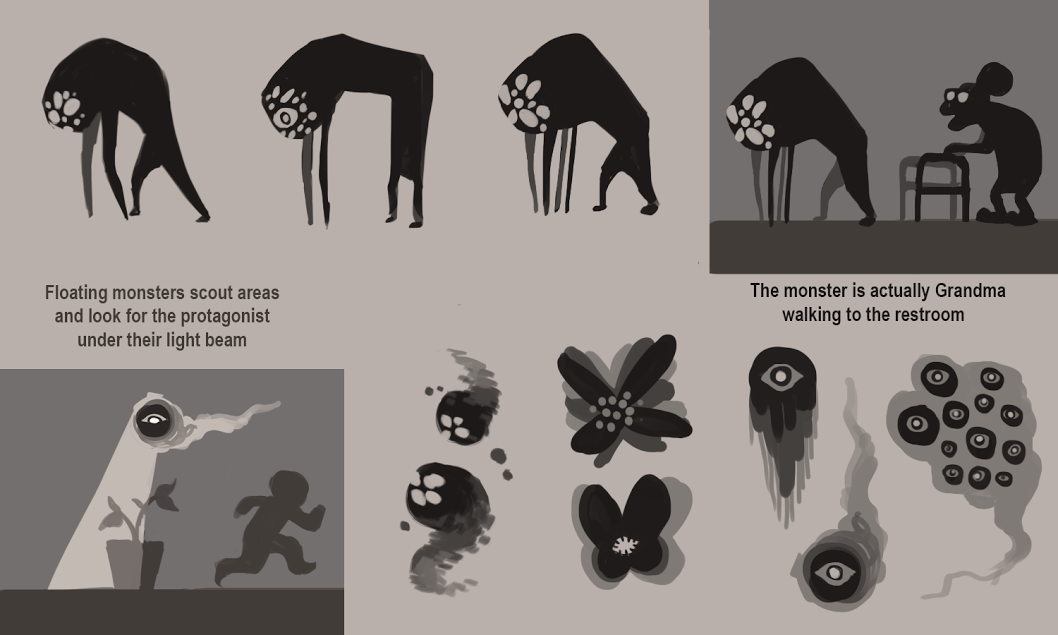 Floating monsters scout areas
and look for the protagonist
under their light beam
The monster is actually Grandma
walking to the restroom